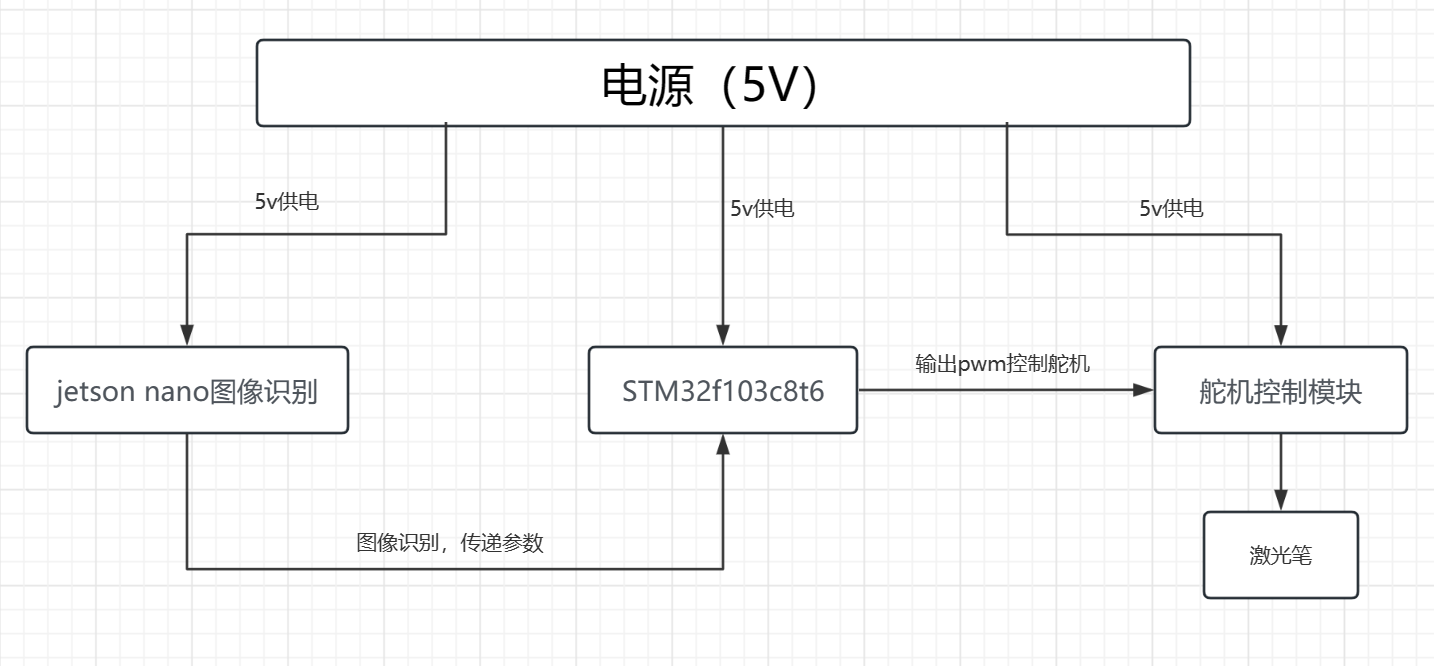 电源（5V）
5v供电
5v供电
5v供电
jetson nano图像识别
STM32f103c8t6
输出pwm控制舵机
舵机控制模块
图像识别，传递参数
激光笔